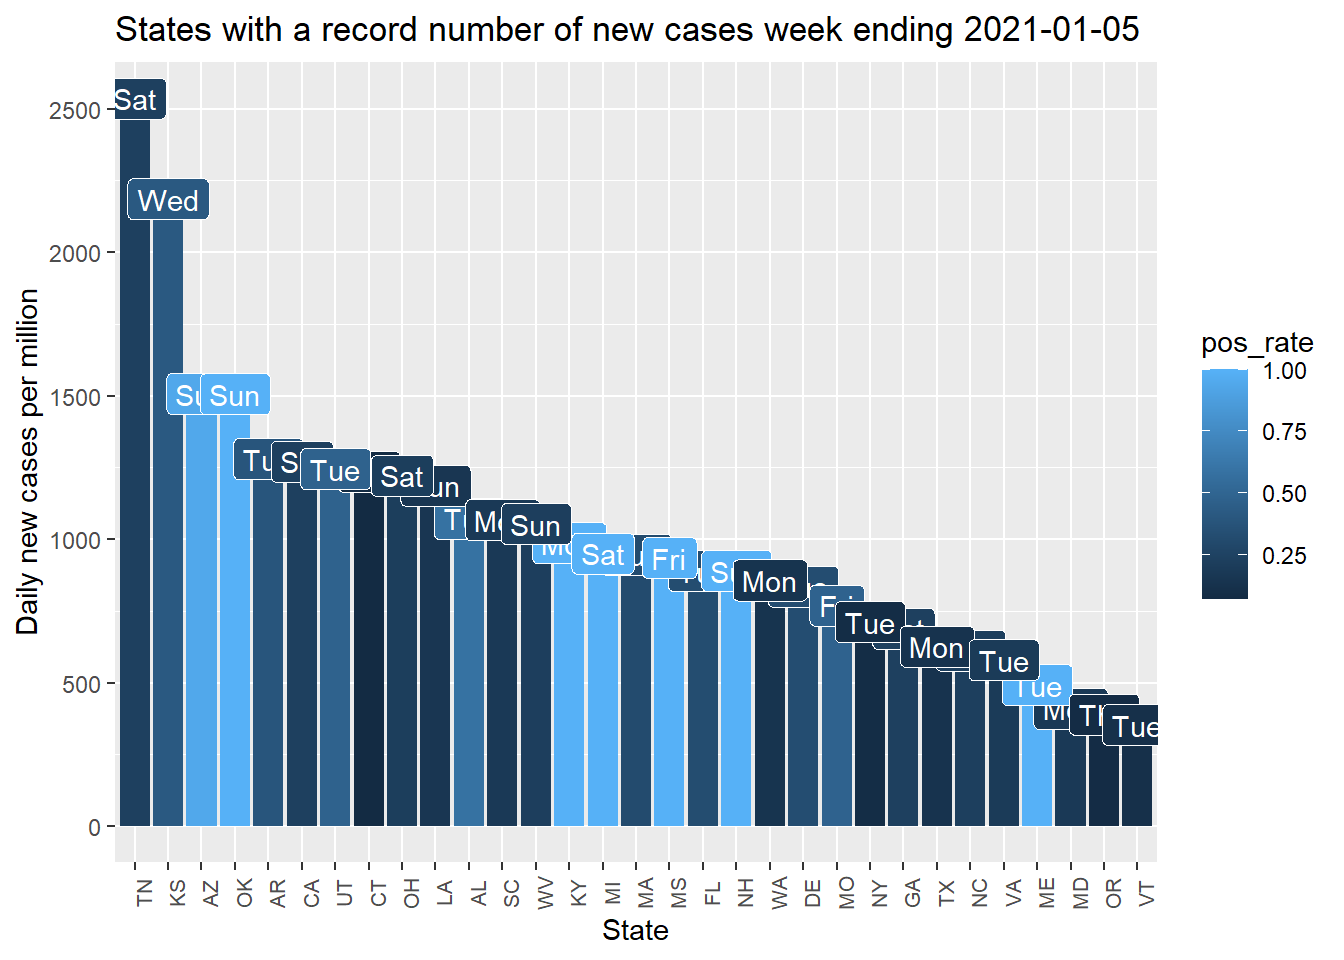 States with a record number of new cases week ending 2021-01-05
Daily new cases per million
2500
2000
1500
1000
500
0
Sat
Wed
Sun
Tue
Sat
Sun
Sat
Fri
Mon
Tue
Mon
Tue
Tue
Tue
TN KS AZ OK AR CA UT CT OH LA AL SC WV KY MI MA MS FL NH WA DE MO NY GA TX NC VA ME MD OR VT
State
pos_rate
1.00
0.75
0.50
0.25